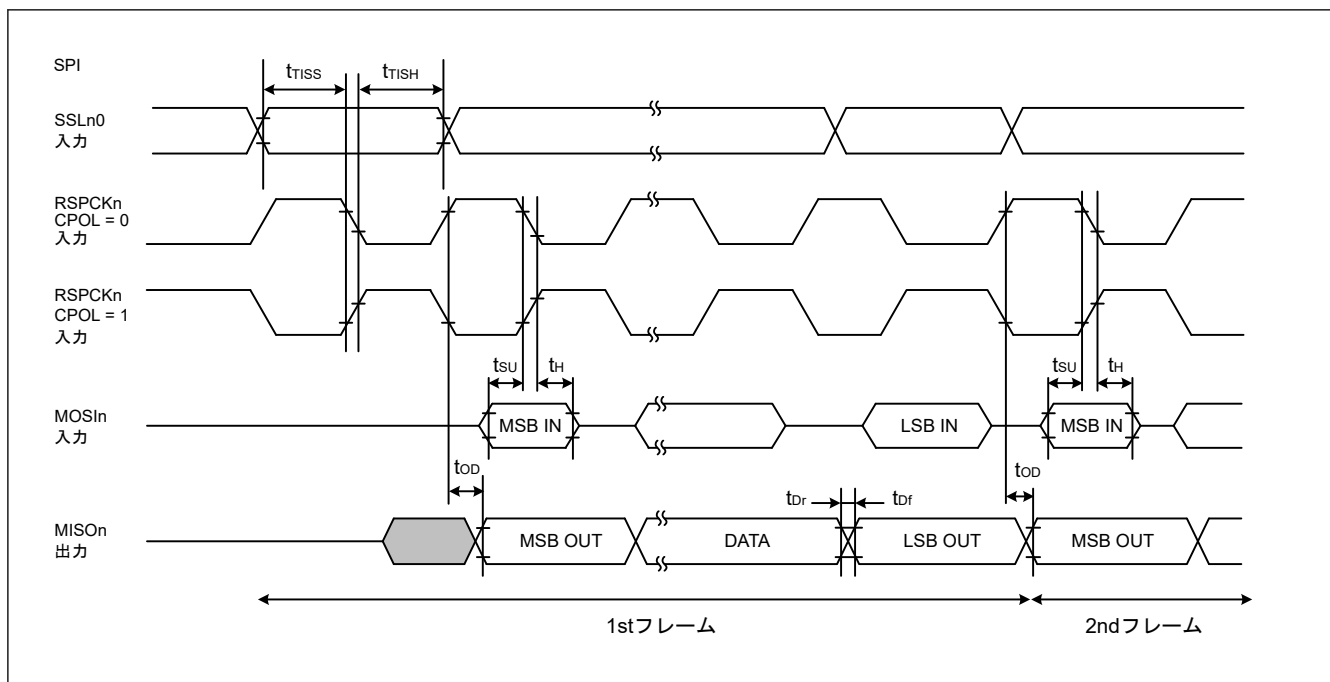 SPI
tTISS
tTISH
SSLn0
入力
RSPCKn
CPOL = 0
入力
RSPCKn
CPOL = 1
入力
tSU
tH
tSU
tH
MOSIn
入力
MSB IN
LSB IN
MSB IN
tOD
tDr
tDf
tOD
MISOn
出力
MSB OUT
DATA
LSB OUT
MSB OUT
1stフレーム
2ndフレーム